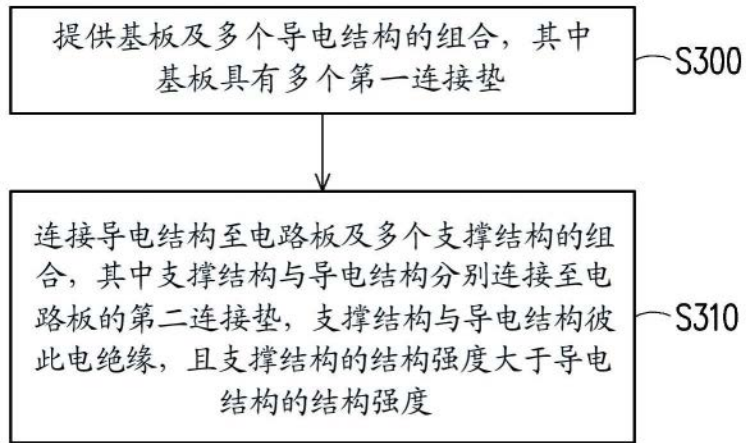 提供基板及多个导电结构的组合，其中
基板具有多个第一连接垫
S300
连接导电结构至电路板及多个支撑结构的组
合，其中支撑结构与导电结构分别连接至电
路板的第二连接垫，支撑结构与导电结构彼
此电绝缘，且支撑结构的结构强度大于导电
结构的结构强度
S310